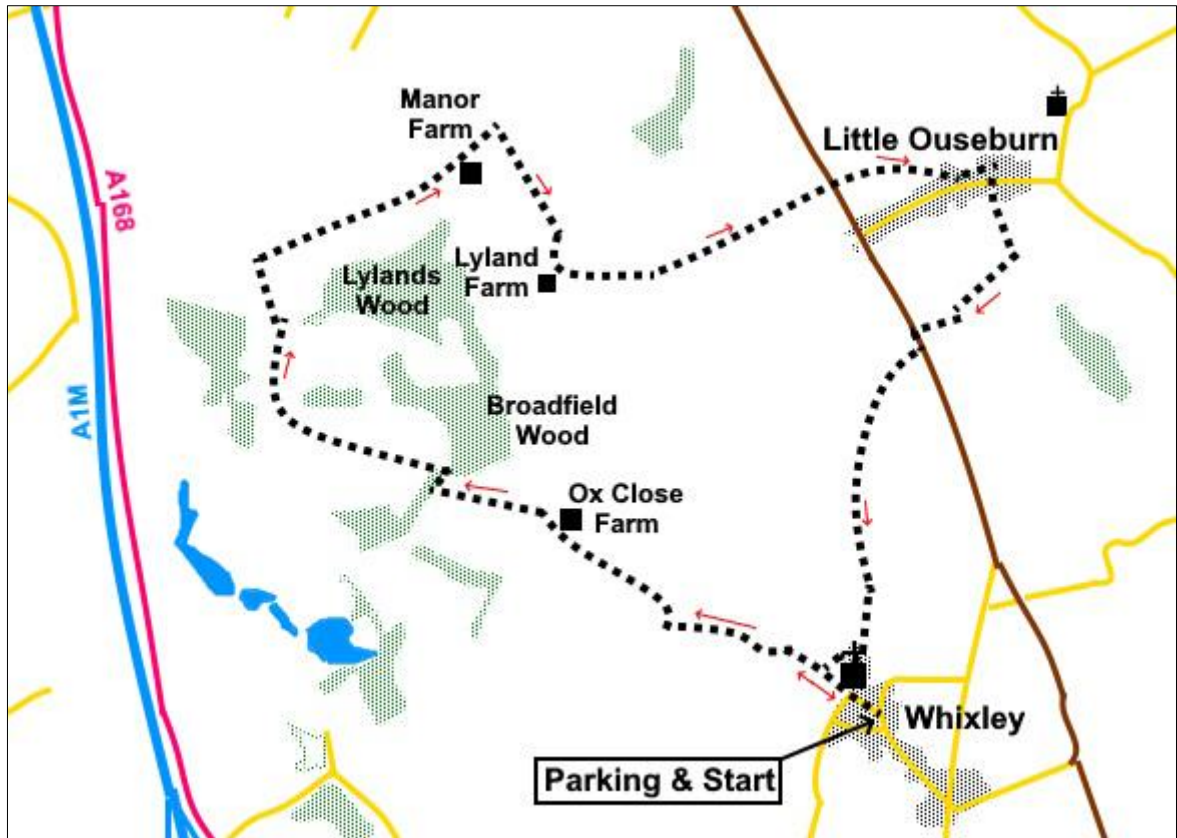 Manor
Farm
Little Ouseburn
A168
Lyland
Farm
Lylands
Wood
A1M
Broadfield
Wood
Ox Close
Farm
Whixley
Parking & Start